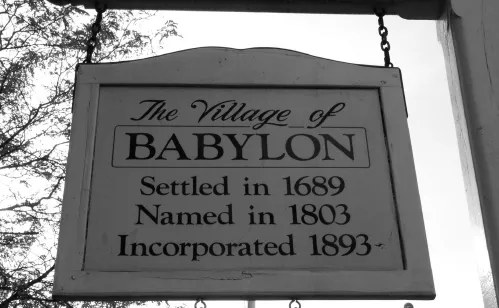 The Village of
BABYLON
Settled in 1689
Named in 1803
Incorporated 1893